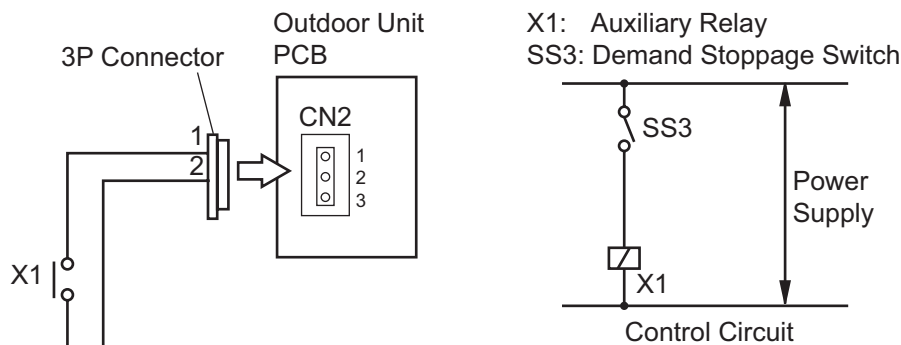 Outdoor Unit
PCB
3P Connector
CN2
1
2
1
2
3
X1
X1: Auxiliary Relay
SS3: Demand Stoppage Switch
SS3
Power
Supply
X1
Control Circuit